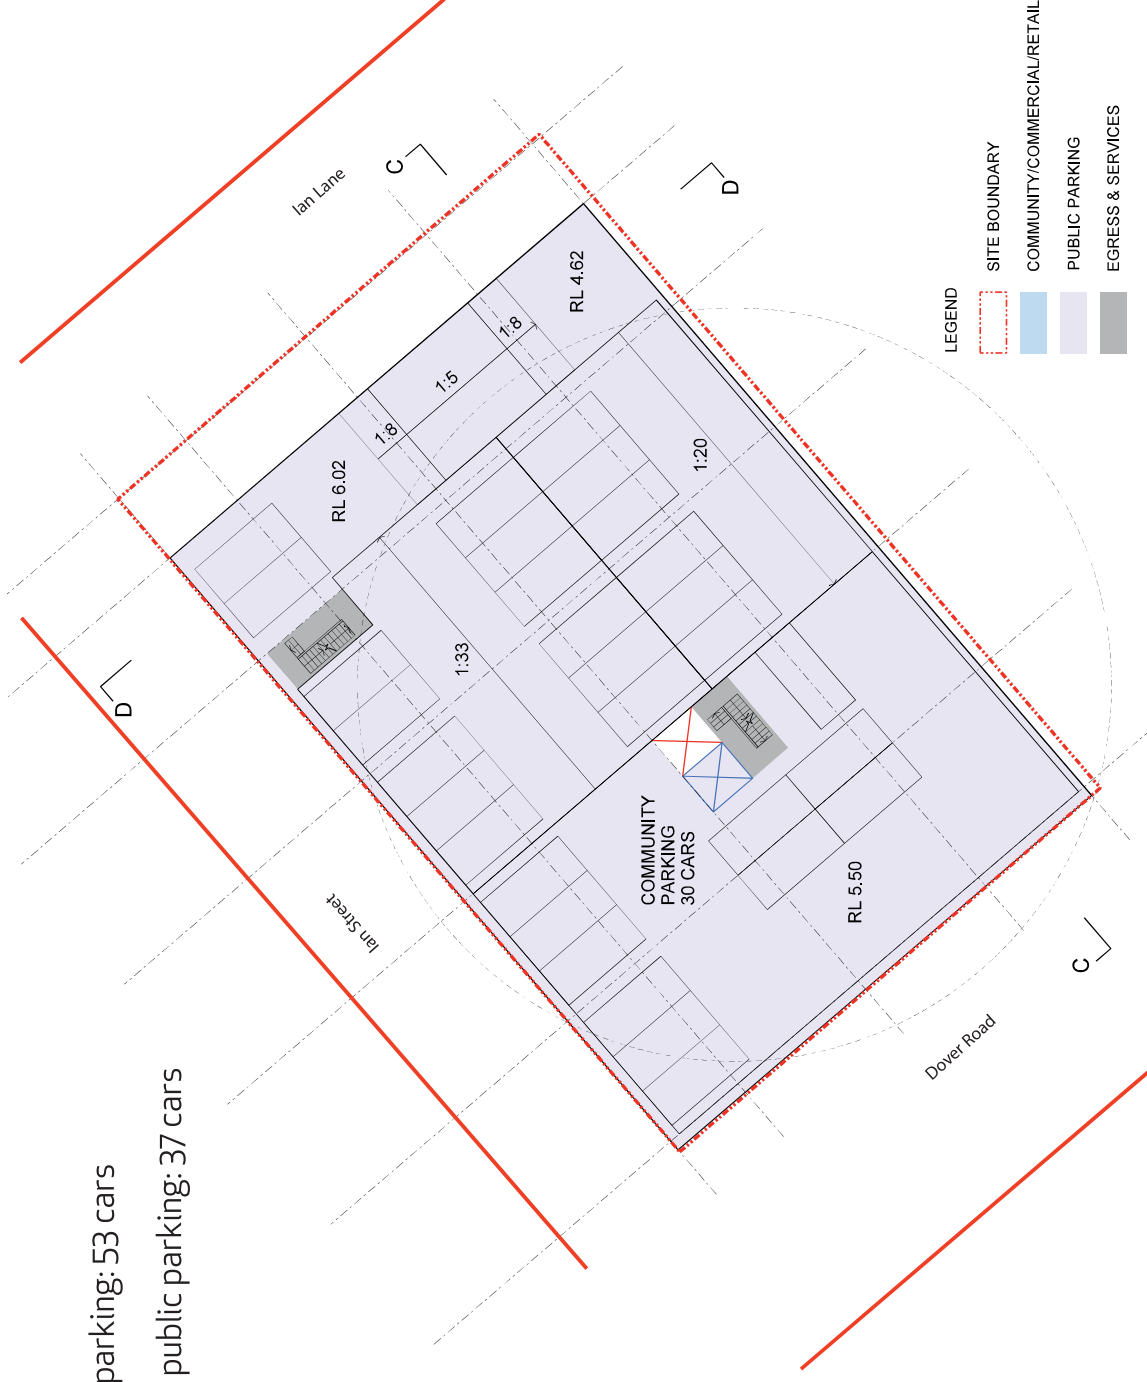 parking: 53 cars
public parking: 37 cars
Ian Lane
Ian Street
Dover Road
C
D
D
C
RL 6.02
RL 4.62
1:8
1:5
1:8
1:33
1:20
COMMUNITY
PARKING
30 CARS
RL 5.50
LEGEND
SITE BOUNDARY
COMMUNITY/COMMERCIAL/RETAIL
PUBLIC PARKING
EGRESS & SERVICES